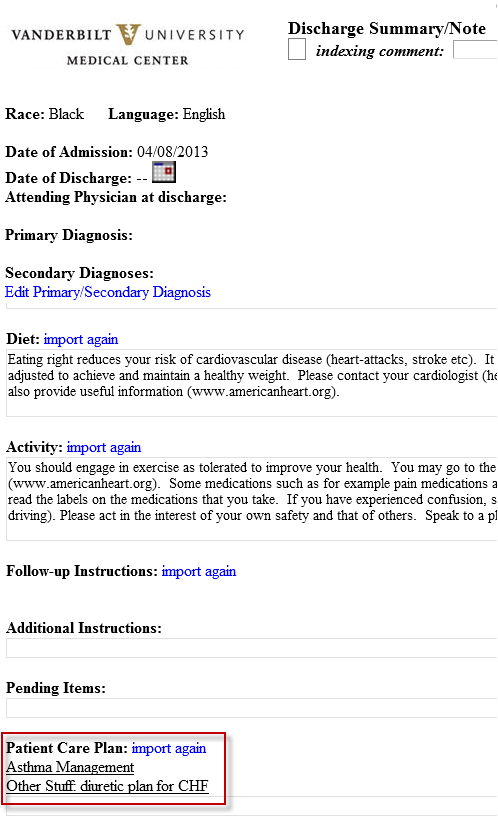 VANDERBILT UNIVERSITY
MEDICAL CENTER
Discharge Summary/Note
indexing comment:
Race: Black Language: English
Date of Admission: 04/08/2013
Date of Discharge: --
Attending Physician at discharge:
Primary Diagnosis:
Secondary Diagnoses:
Edit Primary/Secondary Diagnosis
Diet: import again
Eating right reduces your risk of cardiovascular disease (heart-attacks, stroke etc). It
adjusted to achieve and maintain a healthy weight. Please contact your cardiologist (he
also provide useful information (www.americanheart.org).
Activity: import again
You should engage in exercise as tolerated to improve your health. You may go to the
(www.americanheart.org). Some medications such as for example pain medications a
read the labels on the medications that you take. If you have experienced confusion, s
driving). Please act in the interest of your own safety and that of others. Speak to a pl
Follow-up Instructions: import again
Additional Instructions:
Pending Items:
Patient Care Plan: import again
Asthma Management
Other Stuff: diuretic plan for CHF